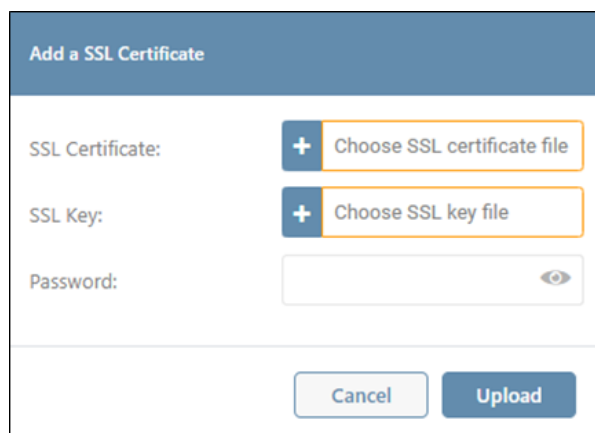 Add a SSL Certificate
SSL Certificate:
+ Choose SSL certificate file
SSL Key:
+ Choose SSL key file
Password:
Cancel
Upload